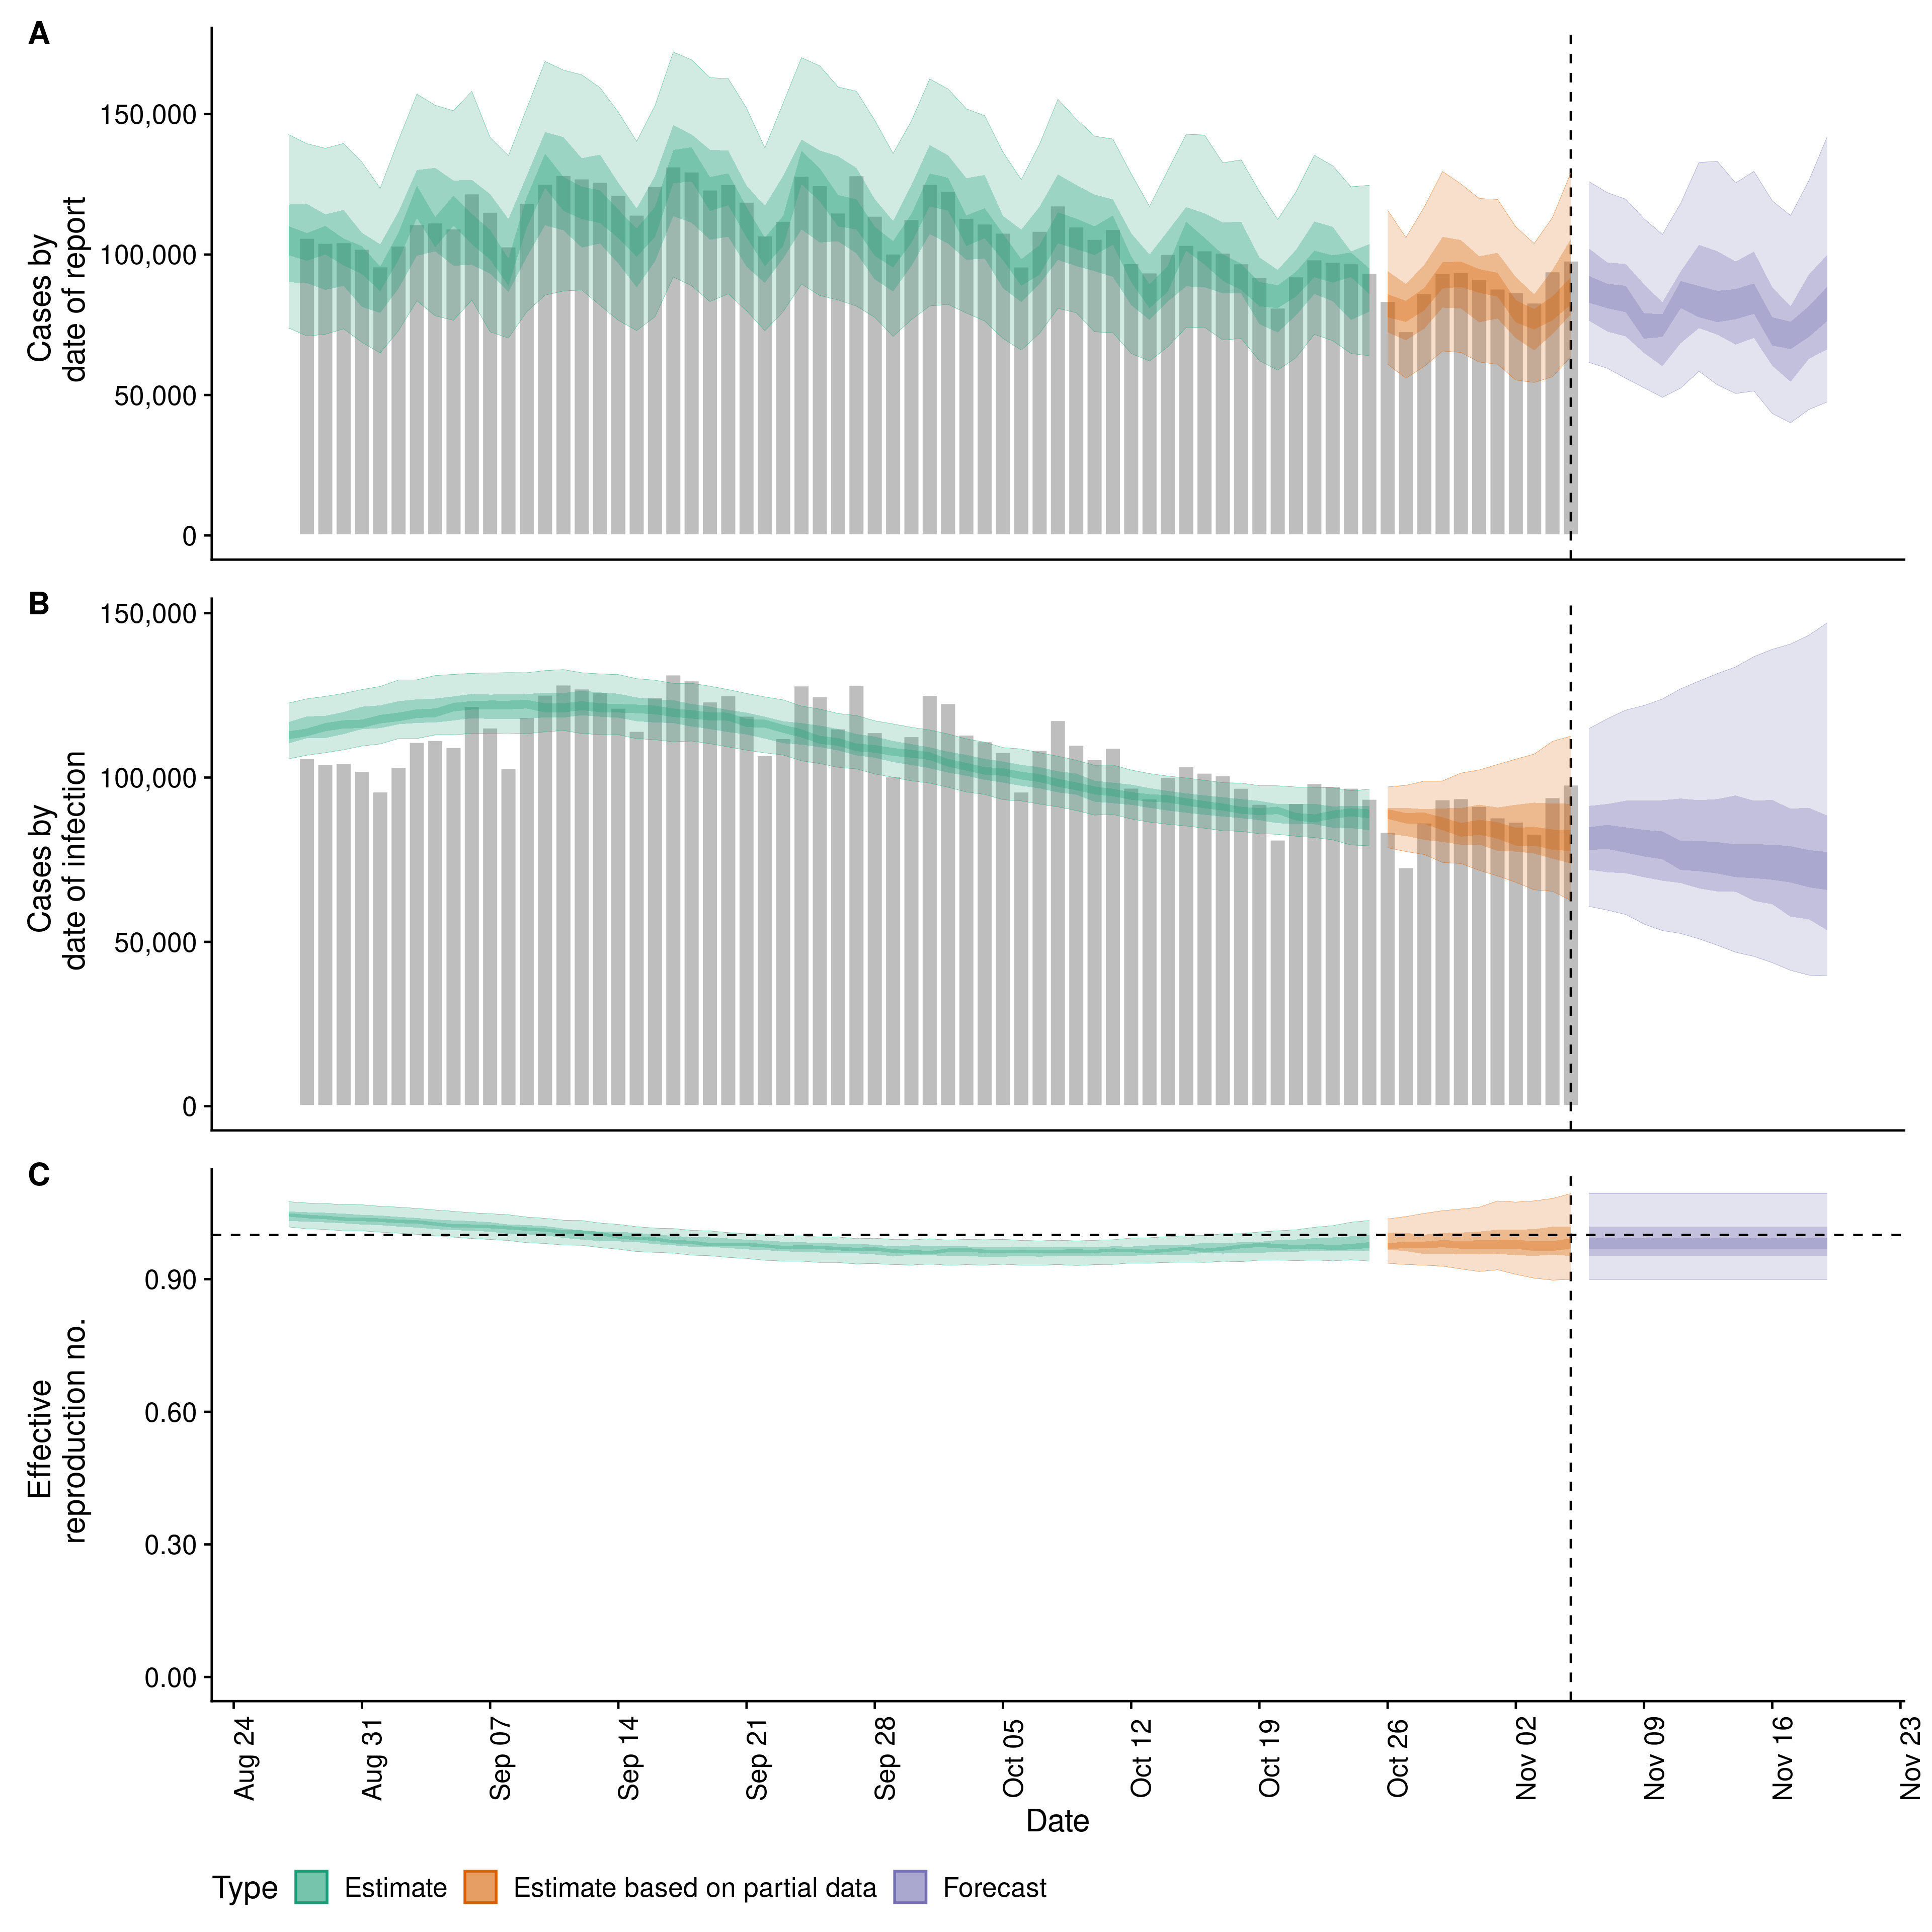 A
Cases by
date of report
150,000
100,000
50,000
0
B
Cases by
date of infection
150,000
100,000
50,000
0
C
Effective
reproduction no.
0.90
0.60
0.30
0.00
Aug 24
Aug 31
Sep 07
Sep 14
Sep 21
Sep 28
Oct 05
Oct 12
Oct 19
Oct 26
Nov 02
Nov 09
Nov 16
Nov 23
Date
Type Estimate Estimate based on partial data Forecast